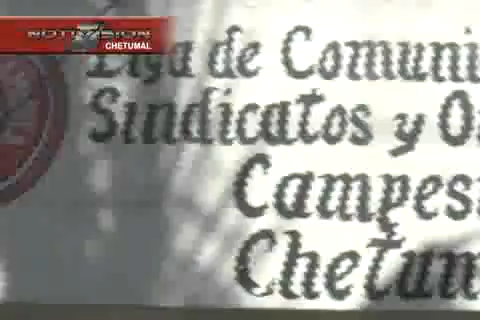 NOTIVISION
CHETUMAL
Liga de Comuni
Sindicatos y O
Campes
Chetum